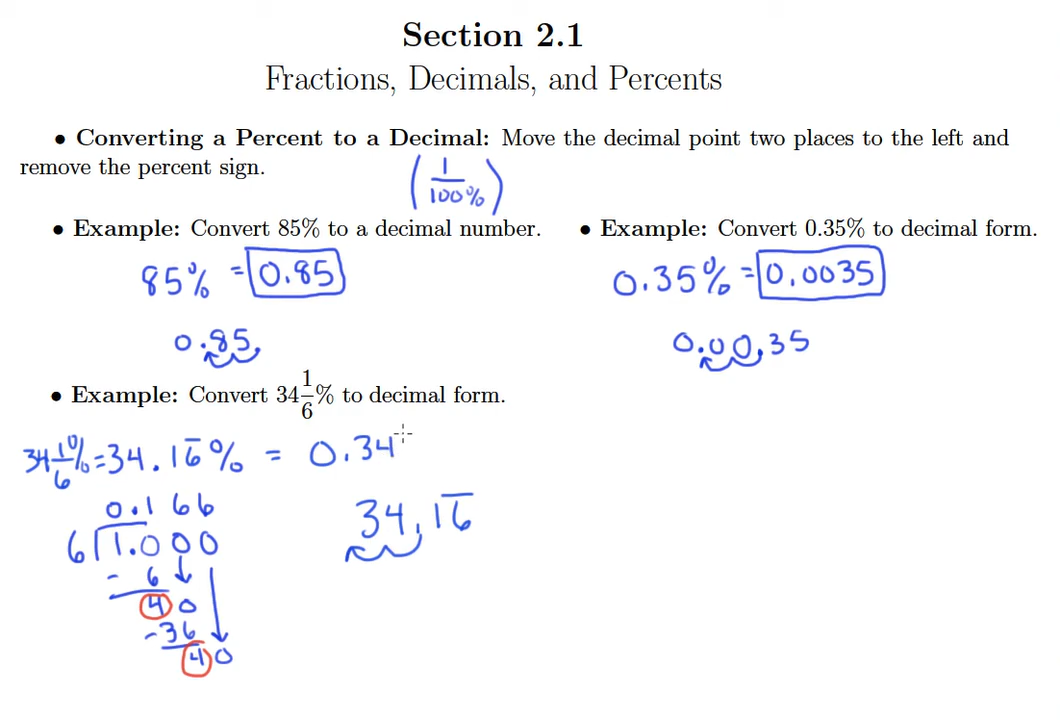 Section 2.1
Fractions, Decimals, and Percents
• Converting a Percent to a Decimal: Move the decimal point two places to the left and
remove the percent sign.
(1/100%)
• Example: Convert 85% to a decimal number.
85% = 0.85
0.85.
• Example: Convert 0.35% to decimal form.
0.35% = 0.0035
0.00.35
• Example: Convert 34 1/6% to decimal form.
34 1/6% = 34.16̅% = 0.34
0.166
6 1.000
- 6
40
- 36
40
34.16̅